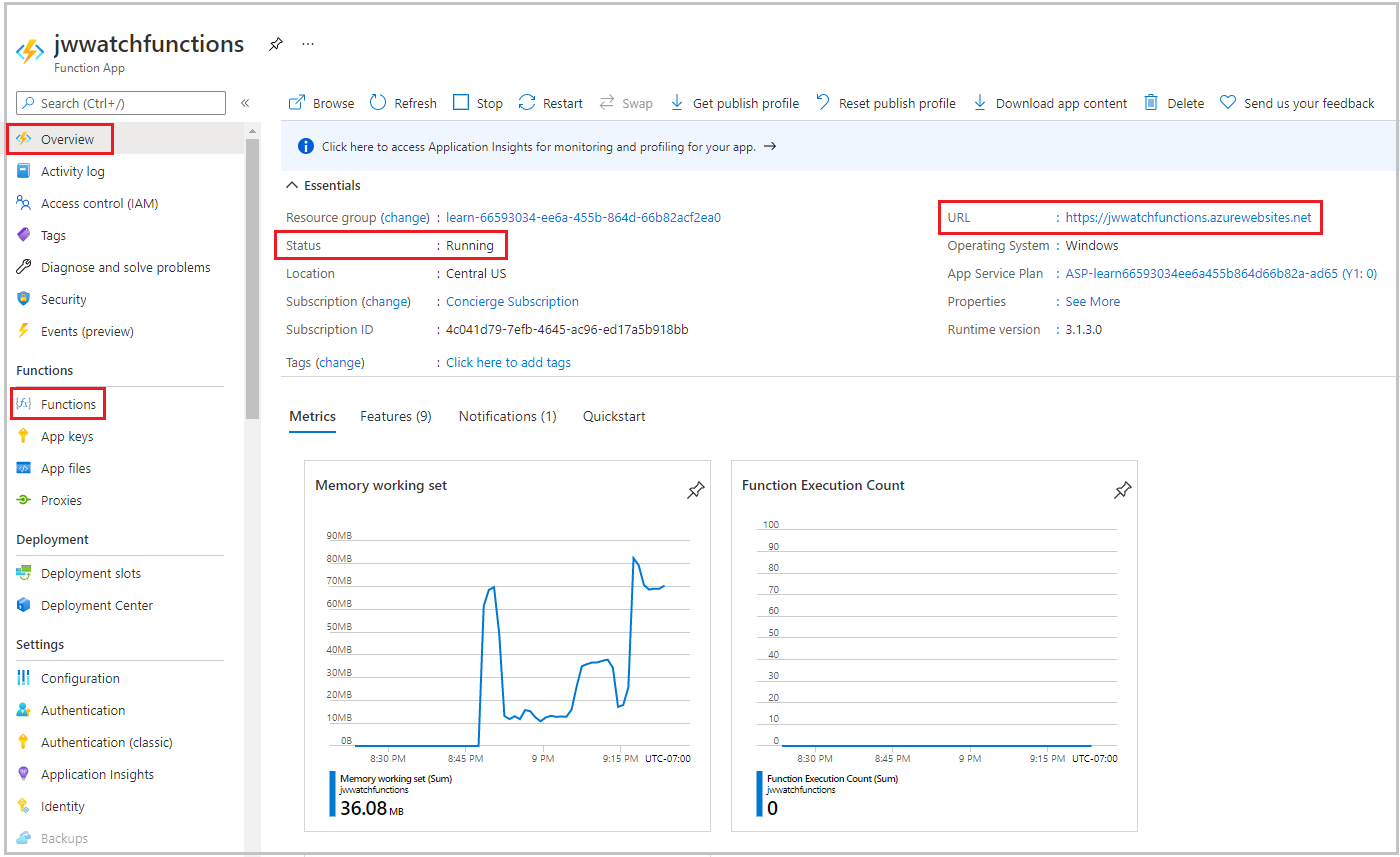 jwwatchfunctions
Function App
Search (Ctrl+/)
Browse Refresh Stop Restart Swap Get publish profile Reset publish profile Download app content Delete Send us your feedback
Overview
Activity log
Access control (IAM)
Tags
Diagnose and solve problems
Security
Events (preview)
Functions
Functions
App keys
App files
Proxies
Deployment
Deployment slots
Deployment Center
Settings
Configuration
Authentication
Authentication (classic)
Application Insights
Identity
Backups
Click here to access Application Insights for monitoring and profiling for your app. →
Essentials
Resource group (change) : learn-66593034-ee6a-455b-864d-66b82acf2ea0
Status : Running
Location : Central US
Subscription (change) : Concierge Subscription
Subscription ID : 4c041d79-7efb-4645-ac96-ed17a5b918bb
Tags (change) : Click here to add tags
URL : https://jwwatchfunctions.azurewebsites.net
Operating System : Windows
App Service Plan : ASP-learn66593034ee6a455b864d66b82a-ad65 (Y1: 0)
Properties : See More
Runtime version : 3.1.3.0
Metrics Features (9) Notifications (1) Quickstart
Memory working set
90MB
80MB
70MB
60MB
50MB
40MB
30MB
20MB
10MB
0B
8:30 PM 8:45 PM 9 PM 9:15 PM UTC-07:00
Memory working set (Sum)
jwwatchfunctions
36.08 MB
Function Execution Count
100
90
80
70
60
50
40
30
20
10
0
8:30 PM 8:45 PM 9 PM 9:15 PM UTC-07:00
Function Execution Count (Sum)
jwwatchfunctions
0